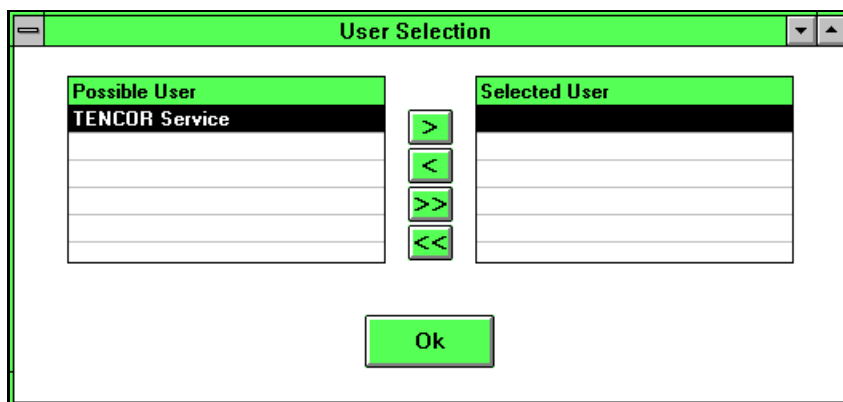 User Selection
Possible User
Selected User
TENCOR Service
>
<
>>
<<
Ok